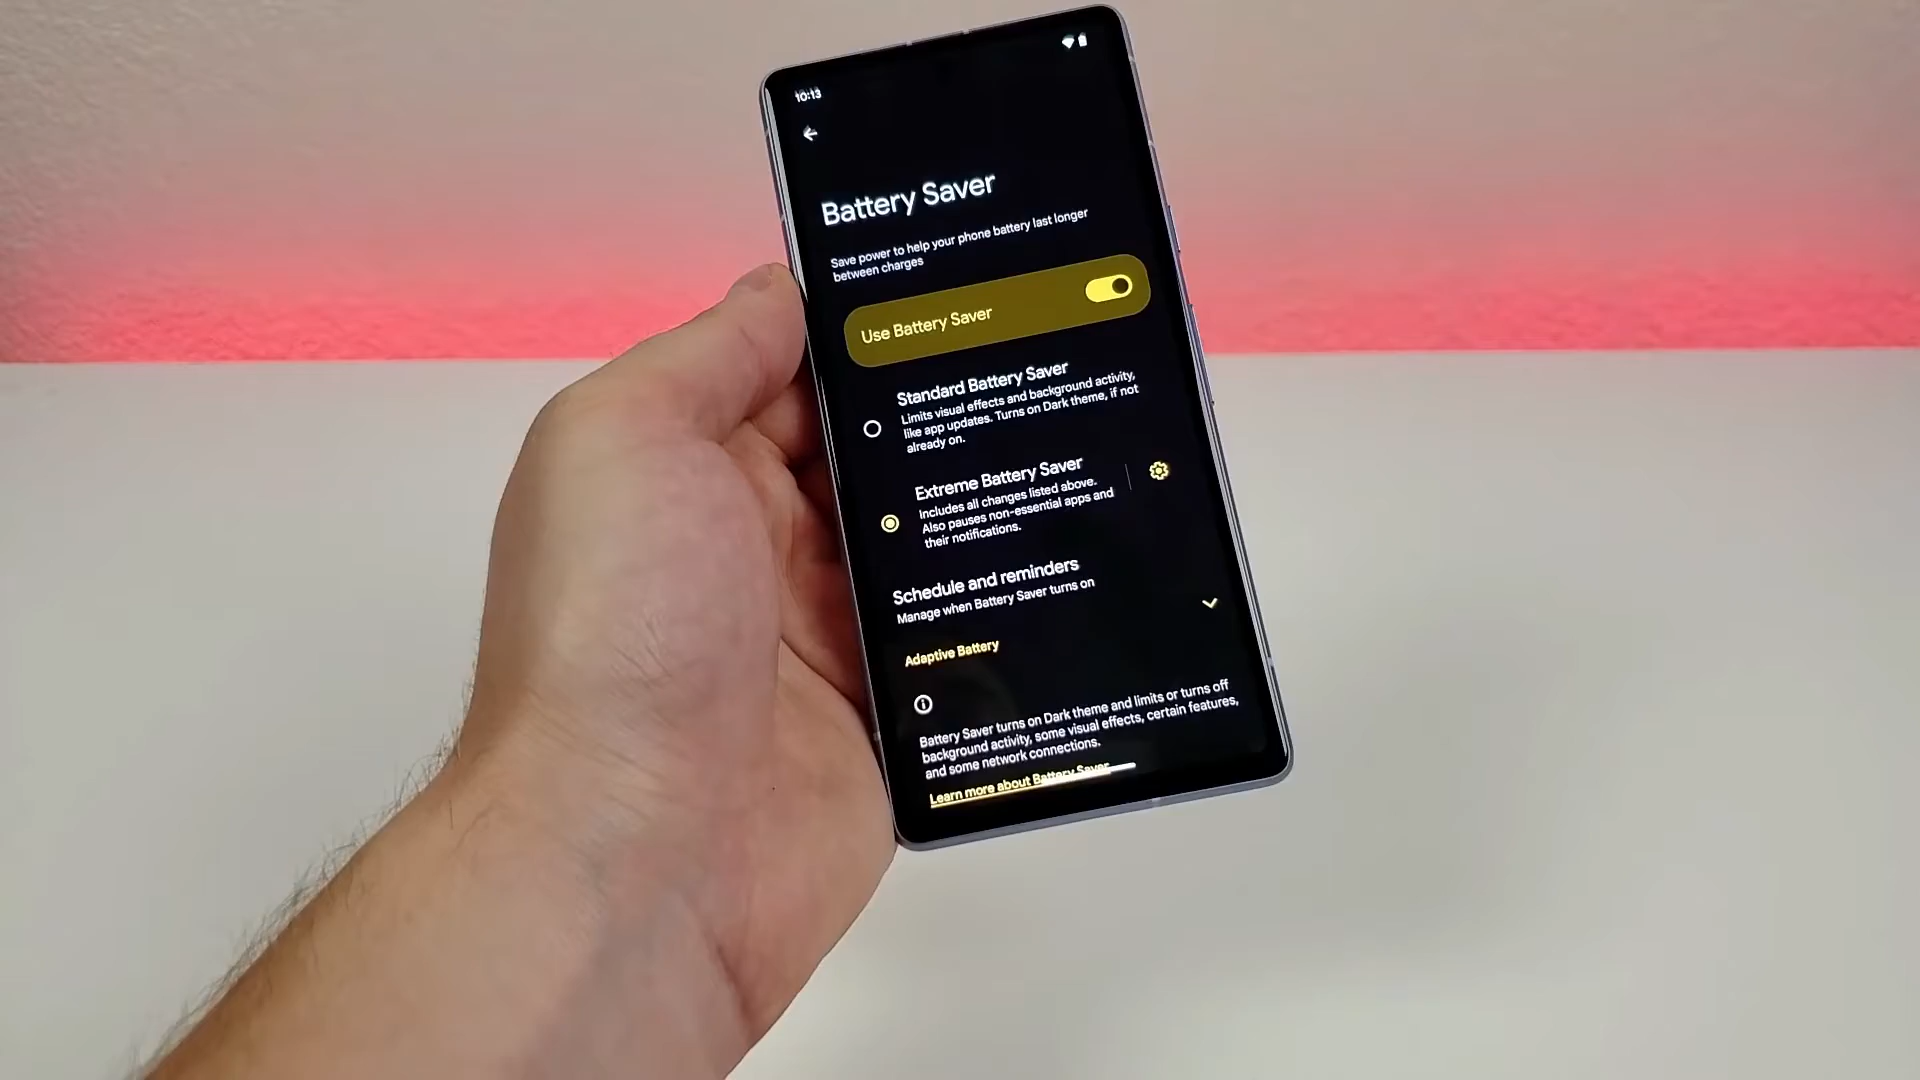 10:13
Battery Saver
Save power to help your phone battery last longer
between charges
Use Battery Saver
Standard Battery Saver
Limits visual effects and background activity,
like app updates. Turns on Dark theme, if not
already on.
Extreme Battery Saver
Includes all changes listed above.
Also pauses non-essential apps and
their notifications.
Schedule and reminders
Manage when Battery Saver turns on
Adaptive Battery
Battery Saver turns on Dark theme and limits or turns off
background activity, some visual effects, certain features,
and some network connections.
Learn more about Battery Saver